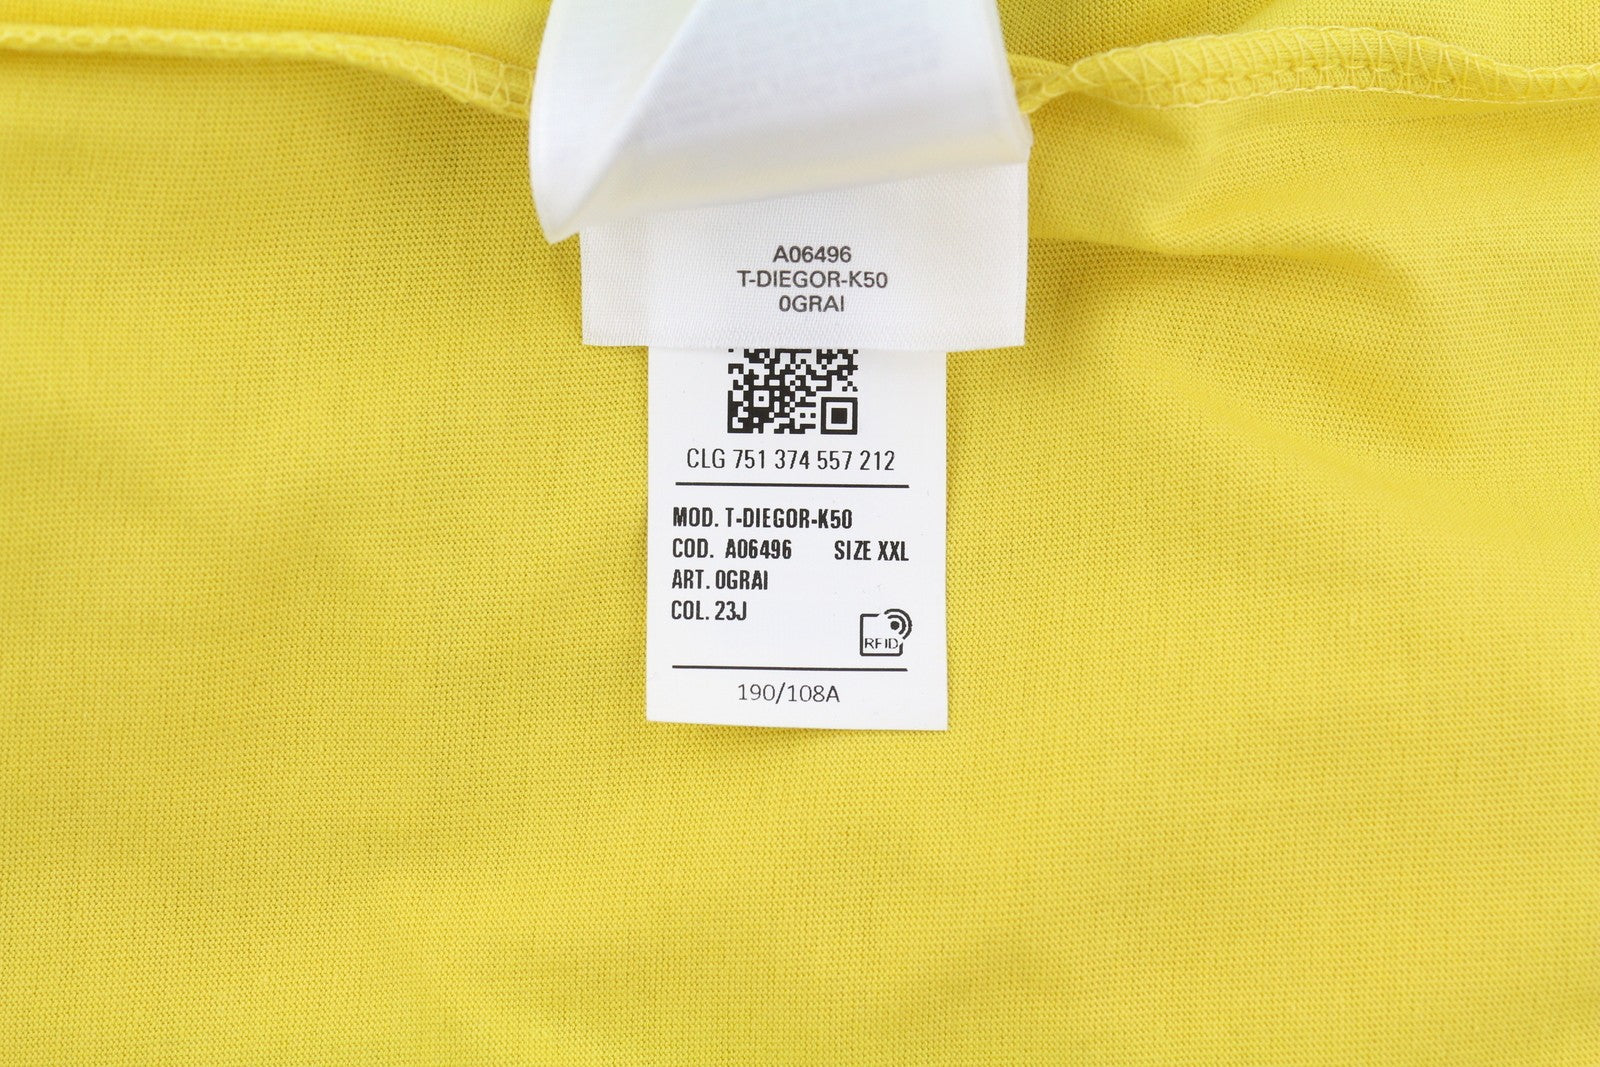 A06496
T-DIEGOR-K50
0GRAI
CLG 751 374 557 212
MOD. T-DIEGOR-K50
COD. A06496 SIZE XXL
ART. 0GRAI
COL. 23J
RFID
190/108A